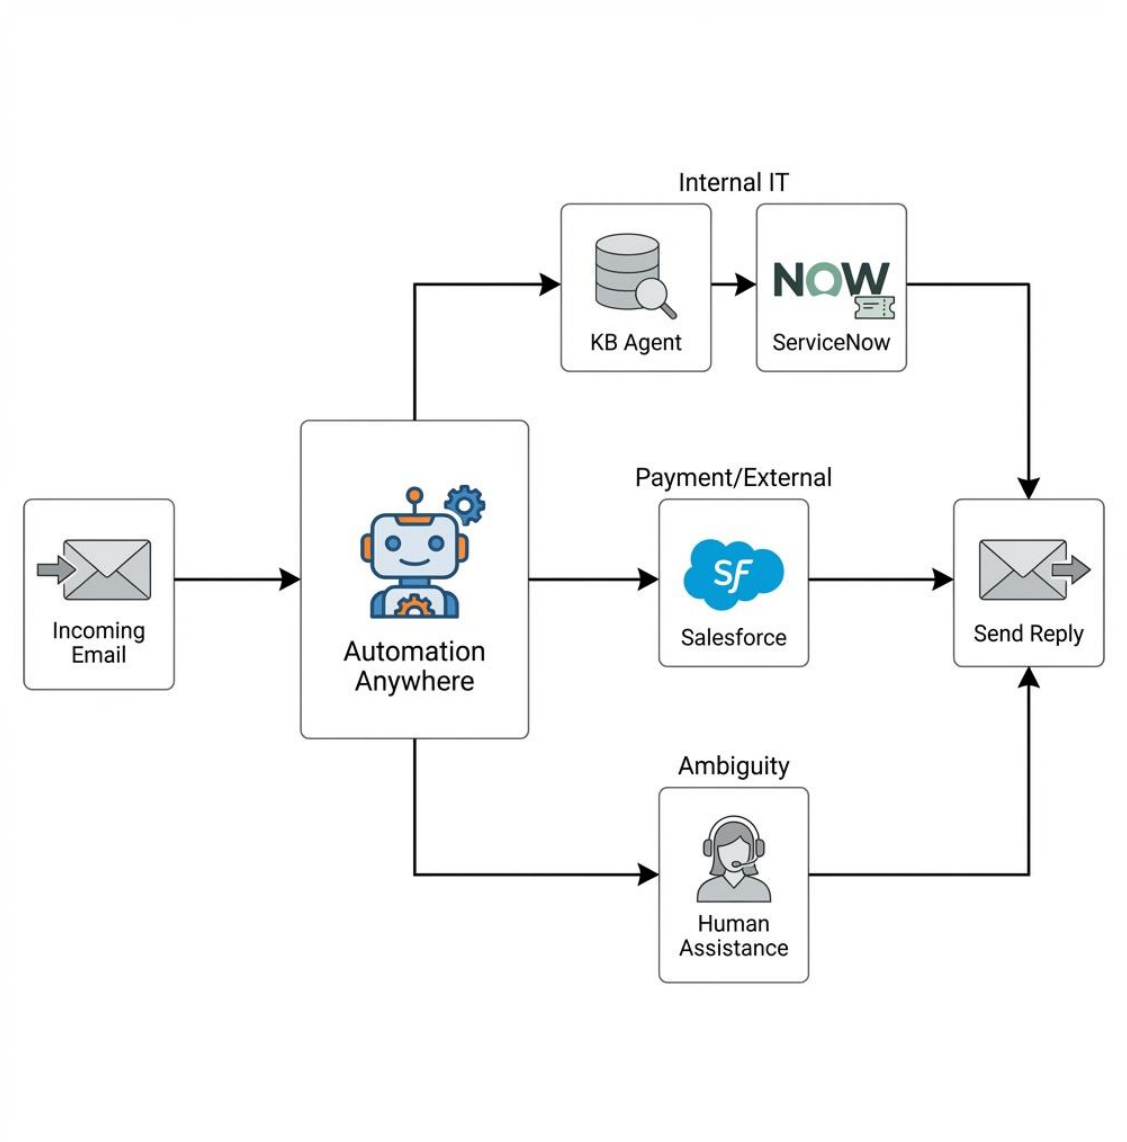 Internal IT
KB Agent
NOW
ServiceNow
Payment/External
Incoming
Email
Automation
Anywhere
SF
Salesforce
Send Reply
Ambiguity
Human
Assistance